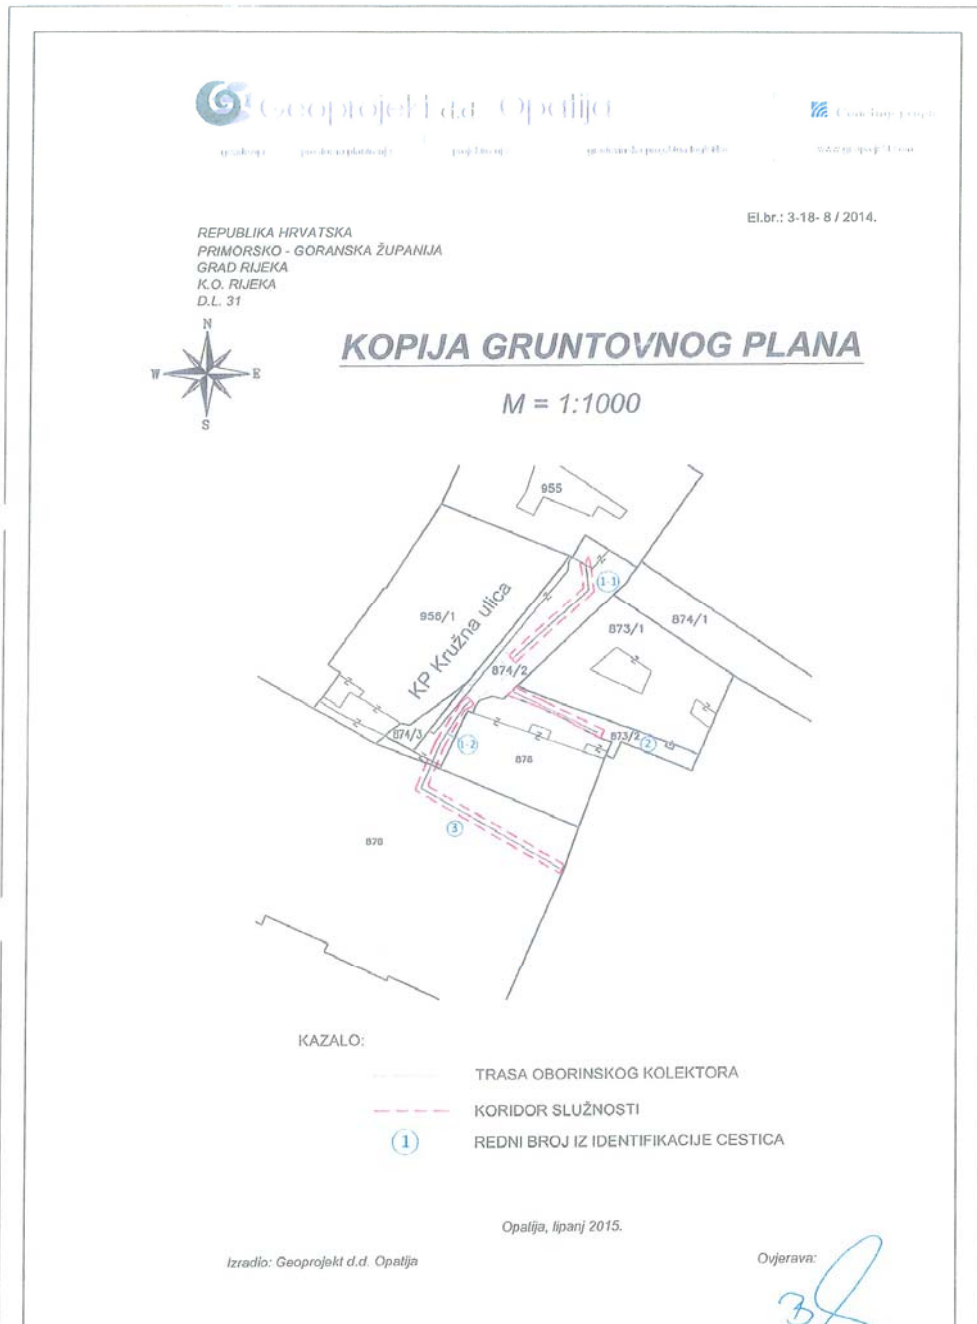 Geoprojekt d.d. Opatija
El.br.: 3-18- 8 / 2014.
REPUBLIKA HRVATSKA
PRIMORSKO - GORANSKA ŽUPANIJA
GRAD RIJEKA
K.O. RIJEKA
D.L. 31
N
W E
S
KOPIJA GRUNTOVNOG PLANA
M = 1:1000
955
1-1
956/1
KP Kružna ulica
873/1
874/1
874/2
874/3
1-2
873/2
2
876
3
878
KAZALO:
TRASA OBORINSKOG KOLEKTORA
KORIDOR SLUŽNOSTI
1 REDNI BROJ IZ IDENTIFIKACIJE CESTICA
Opatija, lipanj 2015.
Izradio: Geoprojekt d.d. Opatija
Ovjerava: